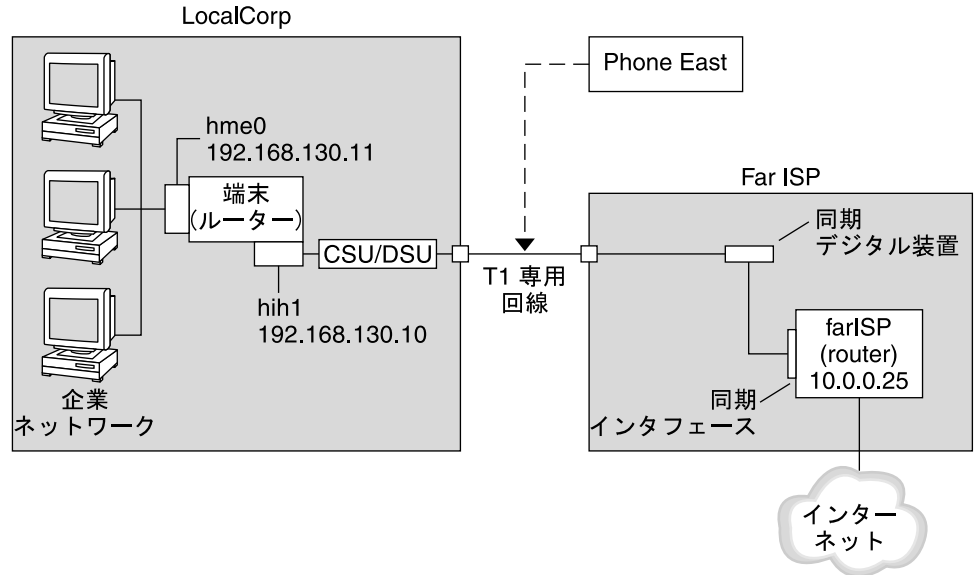 LocalCorp
Phone East
hme0
192.168.130.11
端末
(ルーター)
CSU/DSU
hih1
192.168.130.10
企業
ネットワーク
T1 専用
回線
Far ISP
同期
デジタル装置
farISP
(router)
10.0.0.25
同期
インタフェース
インター
ネット